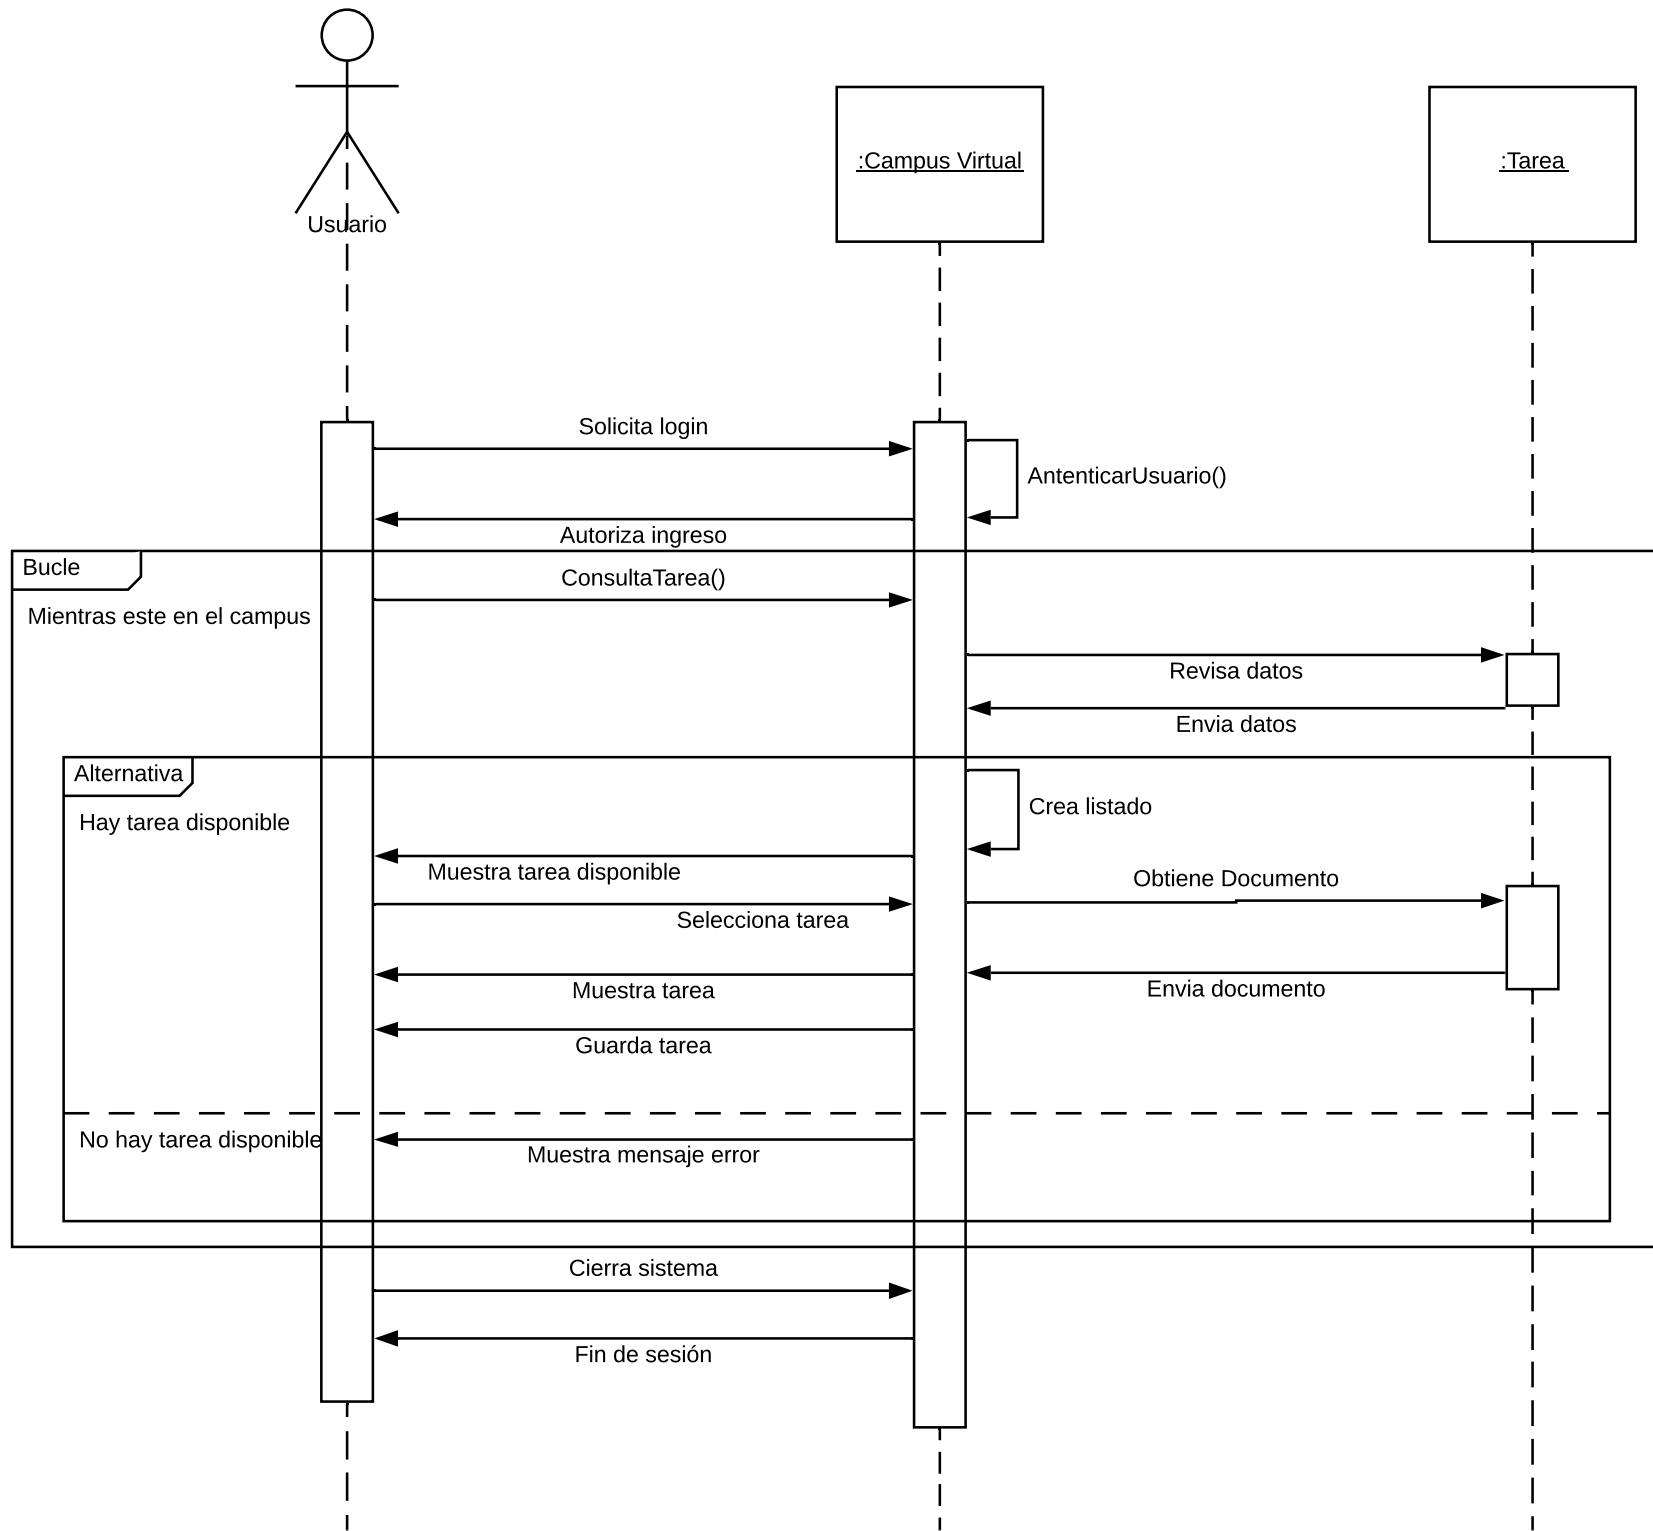 Usuario
:Campus Virtual
:Tarea
Solicita login
AntenticarUsuario()
Autoriza ingreso
Bucle
ConsultaTarea()
Mientras este en el campus
Revisa datos
Envia datos
Alternativa
Crea listado
Hay tarea disponible
Muestra tarea disponible
Obtiene Documento
Selecciona tarea
Muestra tarea
Envia documento
Guarda tarea
No hay tarea disponible
Muestra mensaje error
Cierra sistema
Fin de sesión